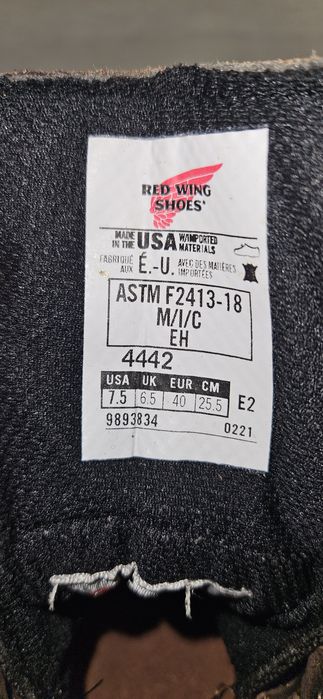 RED WING
SHOES
MADE IN THE USA W/IMPORTED MATERIALS
FABRIQUÉ AUX É.-U. AVEC DES MATIÈRES IMPORTÉES
ASTM F2413-18
M/I/C
EH
4442
USA UK EUR CM
7.5 6.5 40 25.5 E2
9893834 0221